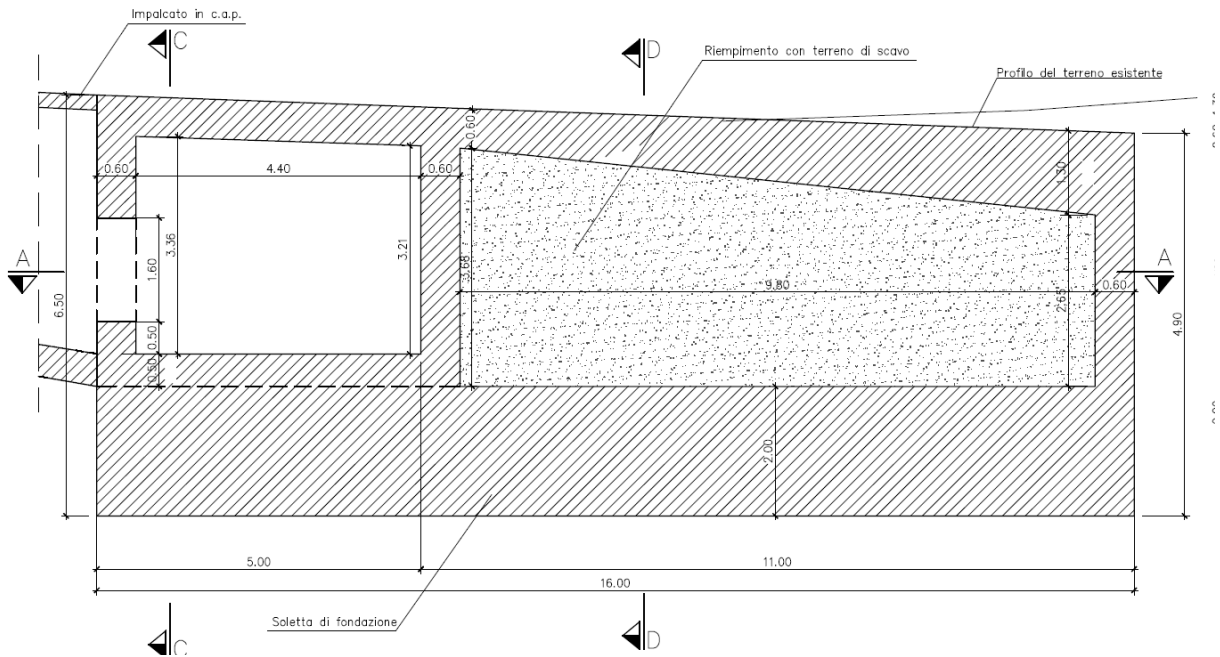 Impalcato in c.a.p.
C
D
Riempimento con terreno di scavo
Profilo del terreno esistente
0.60
1.30
0.60
4.40
0.60
3.36
3.21
1.60
3.68
A
A
6.50
9.80
2.65
0.60
4.90
0.50
0.50
2.00
5.00
11.00
16.00
Soletta di fondazione
C
D